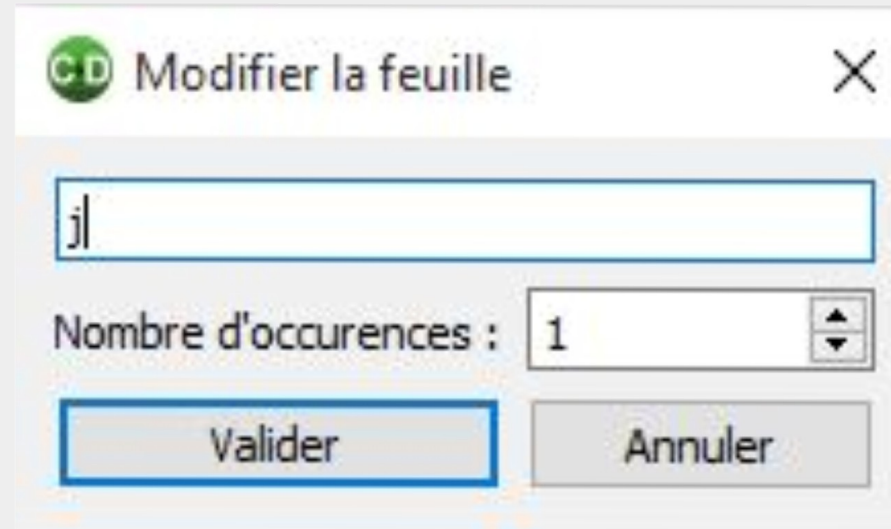 CD Modifier la feuille
j
Nombre d'occurences : 1
Valider Annuler